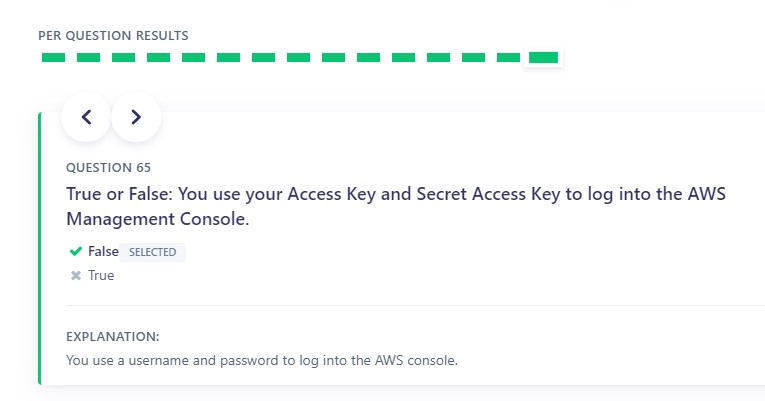 PER QUESTION RESULTS
QUESTION 65
True or False: You use your Access Key and Secret Access Key to log into the AWS
Management Console.
False SELECTED
True
EXPLANATION:
You use a username and password to log into the AWS console.